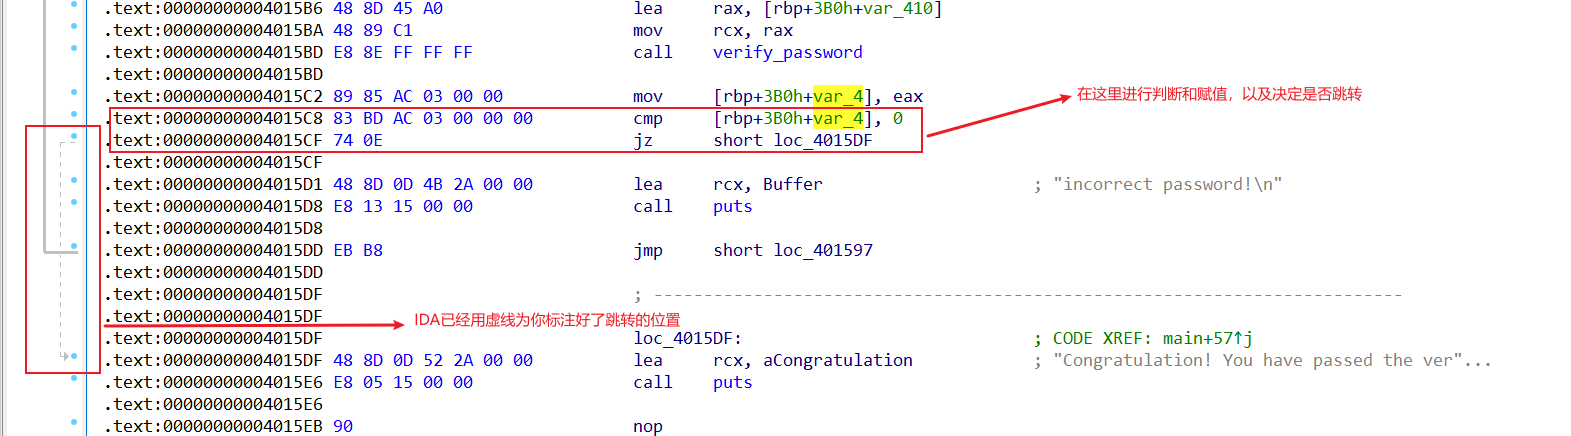 .text:00000000004015B6 48 8D 45 A0 lea rax, [rbp+3B0h+var_410]
.text:00000000004015BA 48 89 C1 mov rcx, rax
.text:00000000004015BD E8 8E FF FF FF call verify_password
.text:00000000004015BD
.text:00000000004015C2 89 85 AC 03 00 00 mov [rbp+3B0h+var_4], eax
在这里进行判断和赋值，以及决定是否跳转
.text:00000000004015C8 83 BD AC 03 00 00 00 cmp [rbp+3B0h+var_4], 0
.text:00000000004015CF 74 0E jz short loc_4015DF
.text:00000000004015CF
.text:00000000004015D1 48 8D 0D 4B 2A 00 00 lea rcx, Buffer ; "incorrect password!\n"
.text:00000000004015D8 E8 13 15 00 00 call puts
.text:00000000004015D8
.text:00000000004015DD EB B8 jmp short loc_401597
.text:00000000004015DD
.text:00000000004015DF ; ---------------------------------------------------------------------------
.text:00000000004015DF
IDA已经用虚线为你标注好了跳转的位置
.text:00000000004015DF loc_4015DF: ; CODE XREF: main+57↑j
.text:00000000004015DF 48 8D 0D 52 2A 00 00 lea rcx, aCongratulation ; "Congratulation! You have passed the ver"...
.text:00000000004015E6 E8 05 15 00 00 call puts
.text:00000000004015E6
.text:00000000004015EB 90 nop